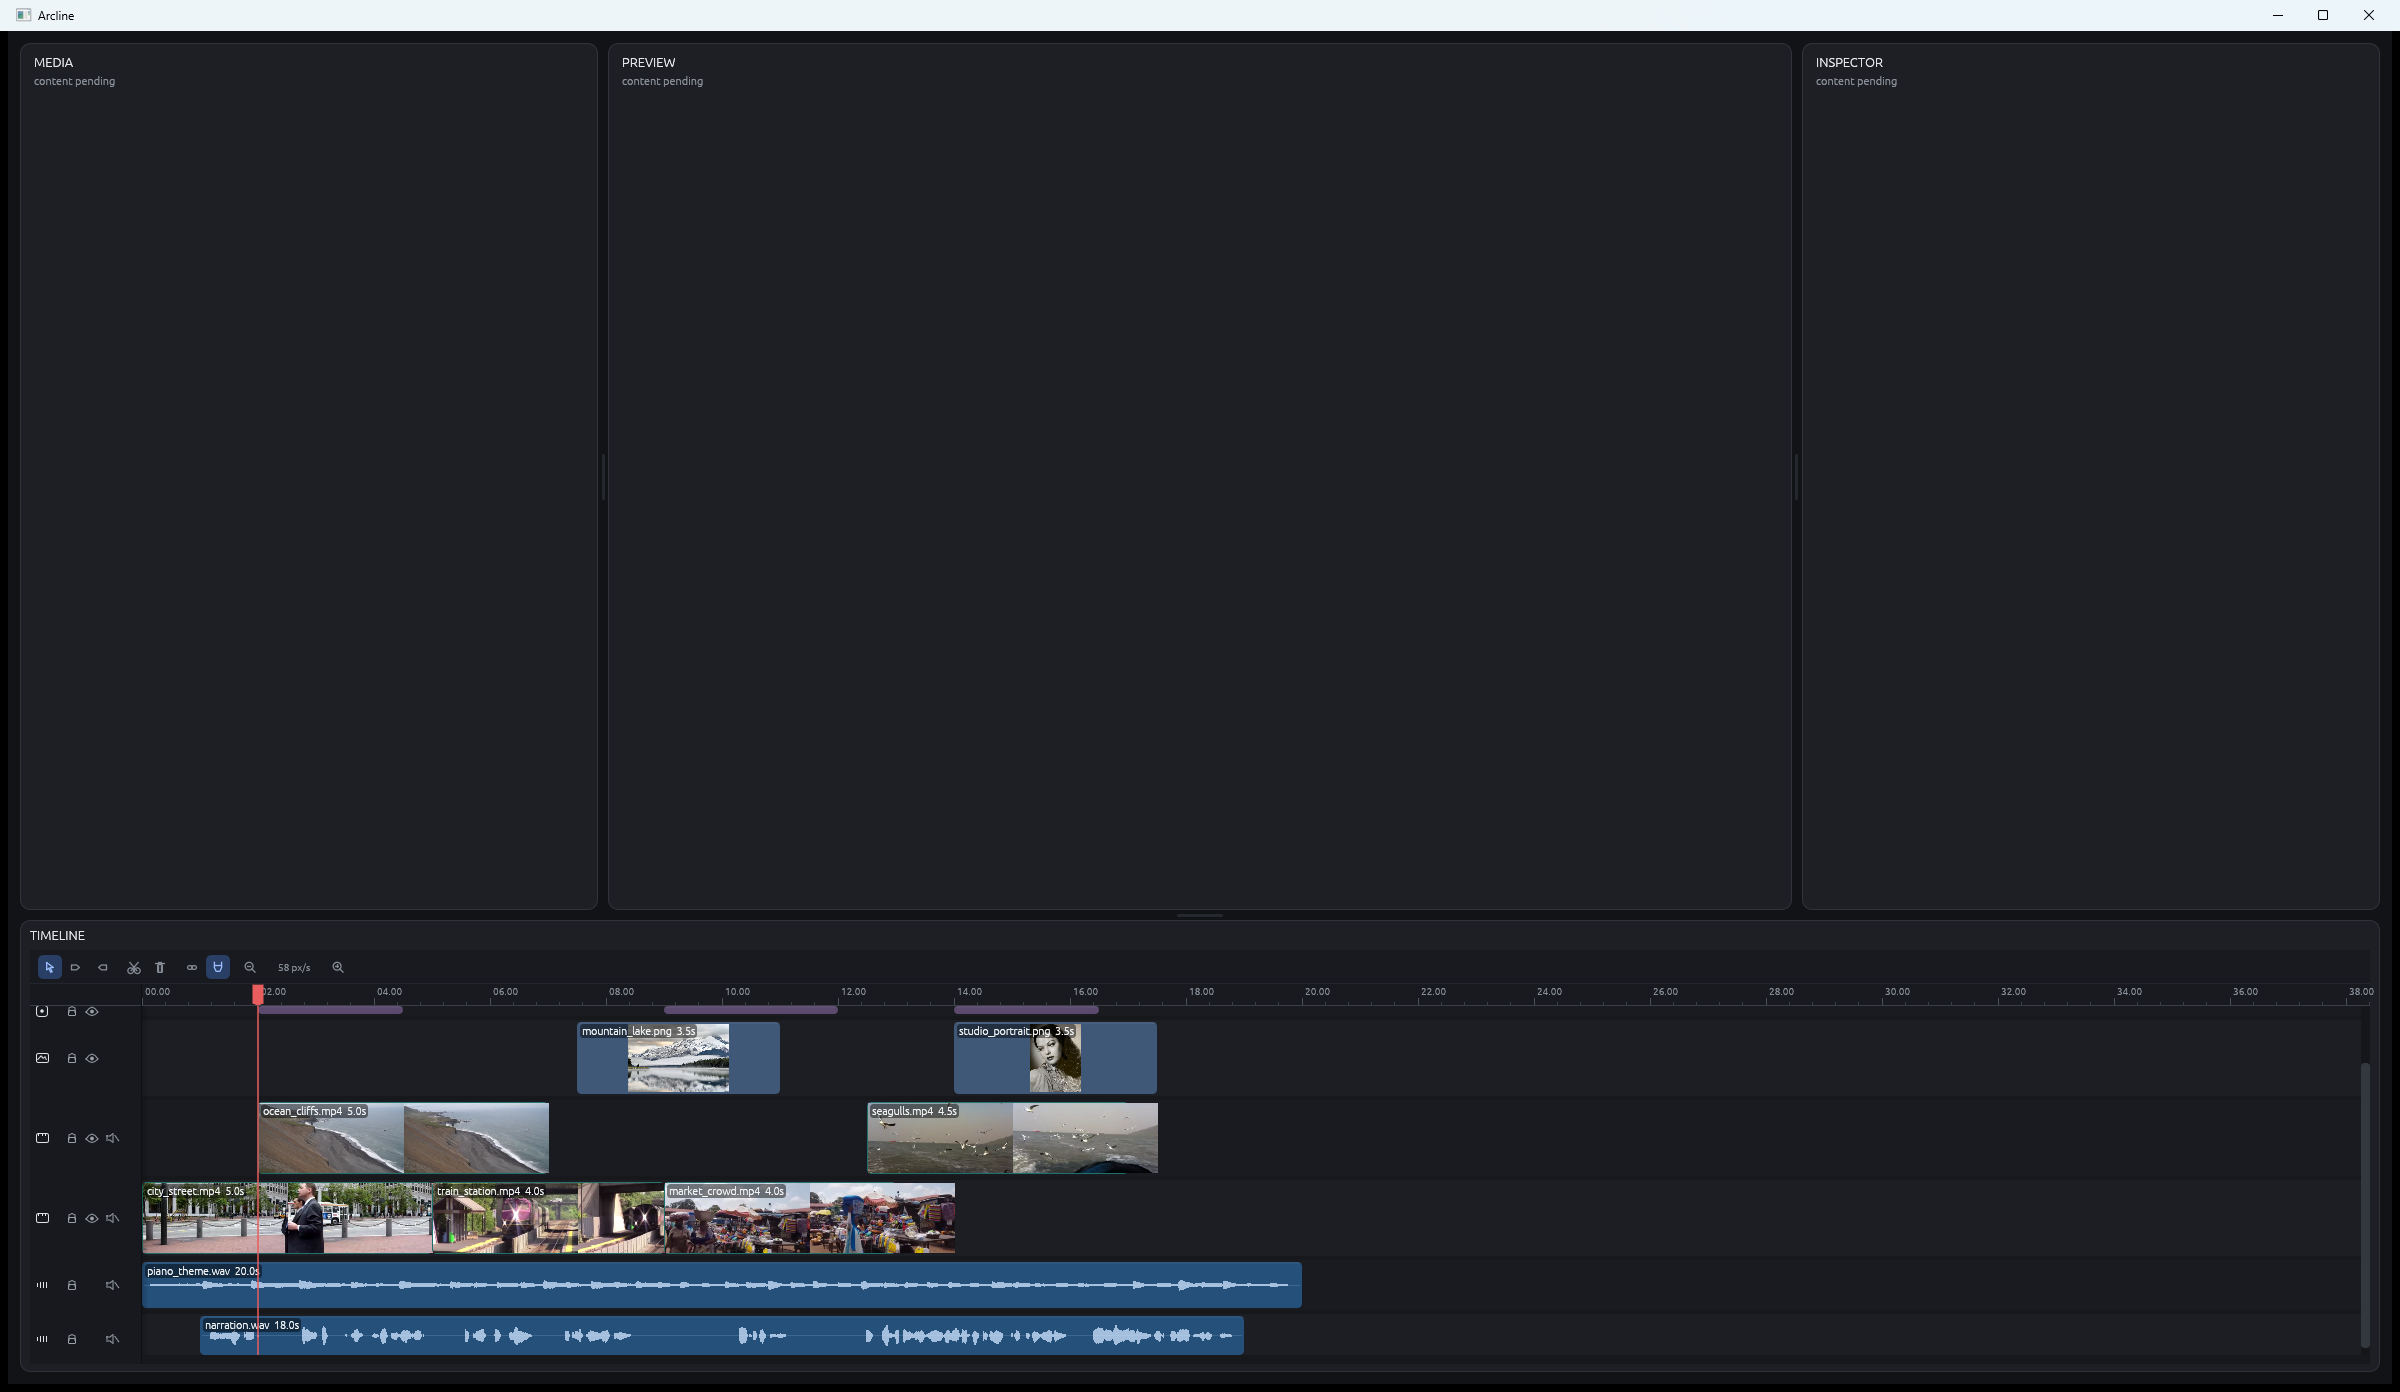 Arcline
MEDIA
content pending
PREVIEW
content pending
INSPECTOR
content pending
TIMELINE
58 px/s
00.00 02.00 04.00 06.00 08.00 10.00 12.00 14.00 16.00 18.00 20.00 22.00 24.00 26.00 28.00 30.00 32.00 34.00 36.00 38.00
mountain_lake.png 3.5s
studio_portrait.png 3.5s
ocean_cliffs.mp4 5.0s
seagulls.mp4 4.5s
city_street.mp4 5.0s
train_station.mp4 4.0s
market_crowd.mp4 4.0s
piano_theme.wav 20.0s
narration.wav 18.0s